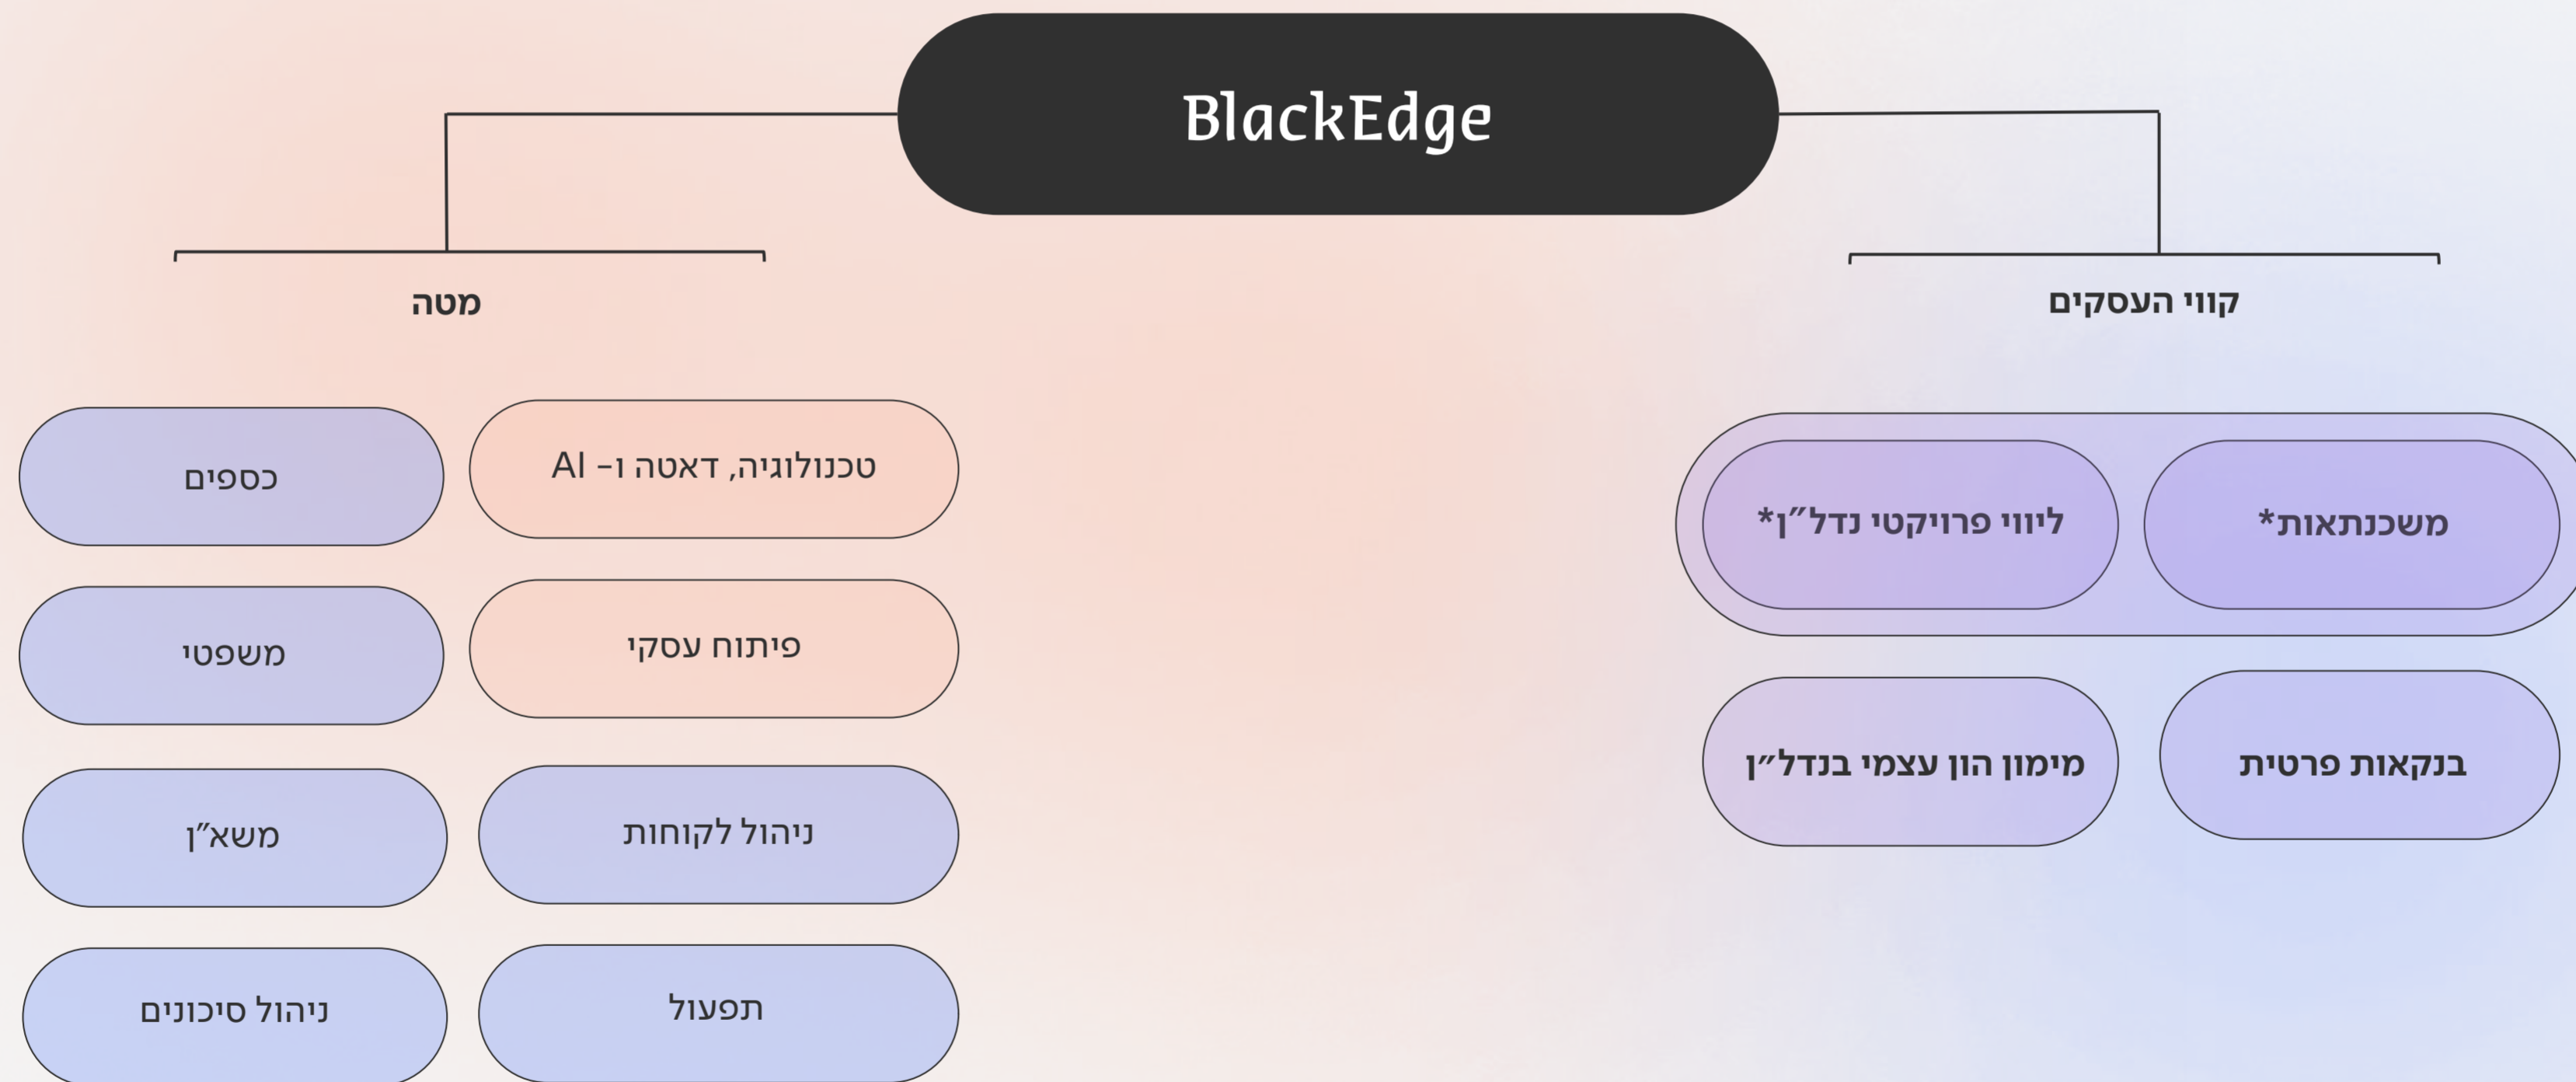 BlackEdge
קווי העסקים
משכנתאות*
ליווי פרויקטי נדל״ן*
בנקאות פרטית
מימון הון עצמי בנדל״ן
מטה
טכנולוגיה, דאטה ו- AI
כספים
פיתוח עסקי
משפטי
ניהול לקוחות
משא״ן
תפעול
ניהול סיכונים